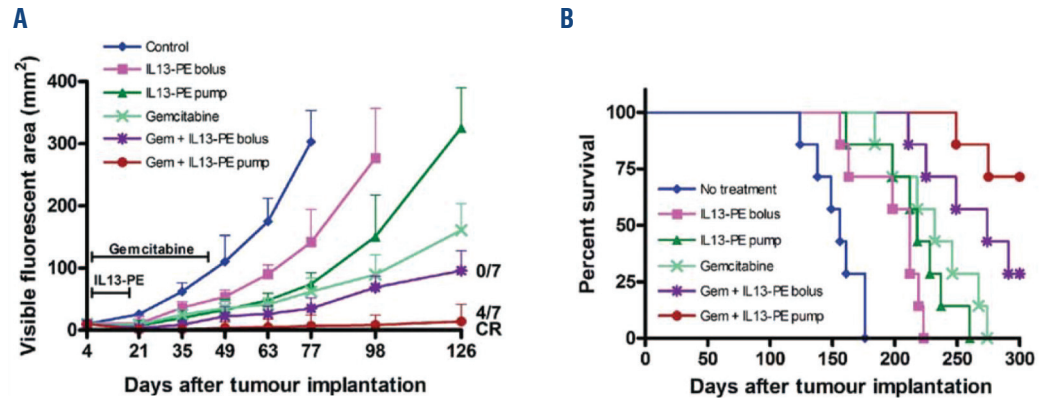 A
Visible fluorescent area (mm²)
400
300
200
100
0
Control
IL13-PE bolus
IL13-PE pump
Gemcitabine
Gem + IL13-PE bolus
Gem + IL13-PE pump
Gemcitabine
IL13-PE
0/7
4/7
CR
4 21 35 49 63 77 98 126
Days after tumour implantation
B
Percent survival
100
75
50
25
0
No treatment
IL13-PE bolus
IL13-PE pump
Gemcitabine
Gem + IL13-PE bolus
Gem + IL13-PE pump
0 50 100 150 200 250 300
Days after tumour implantation